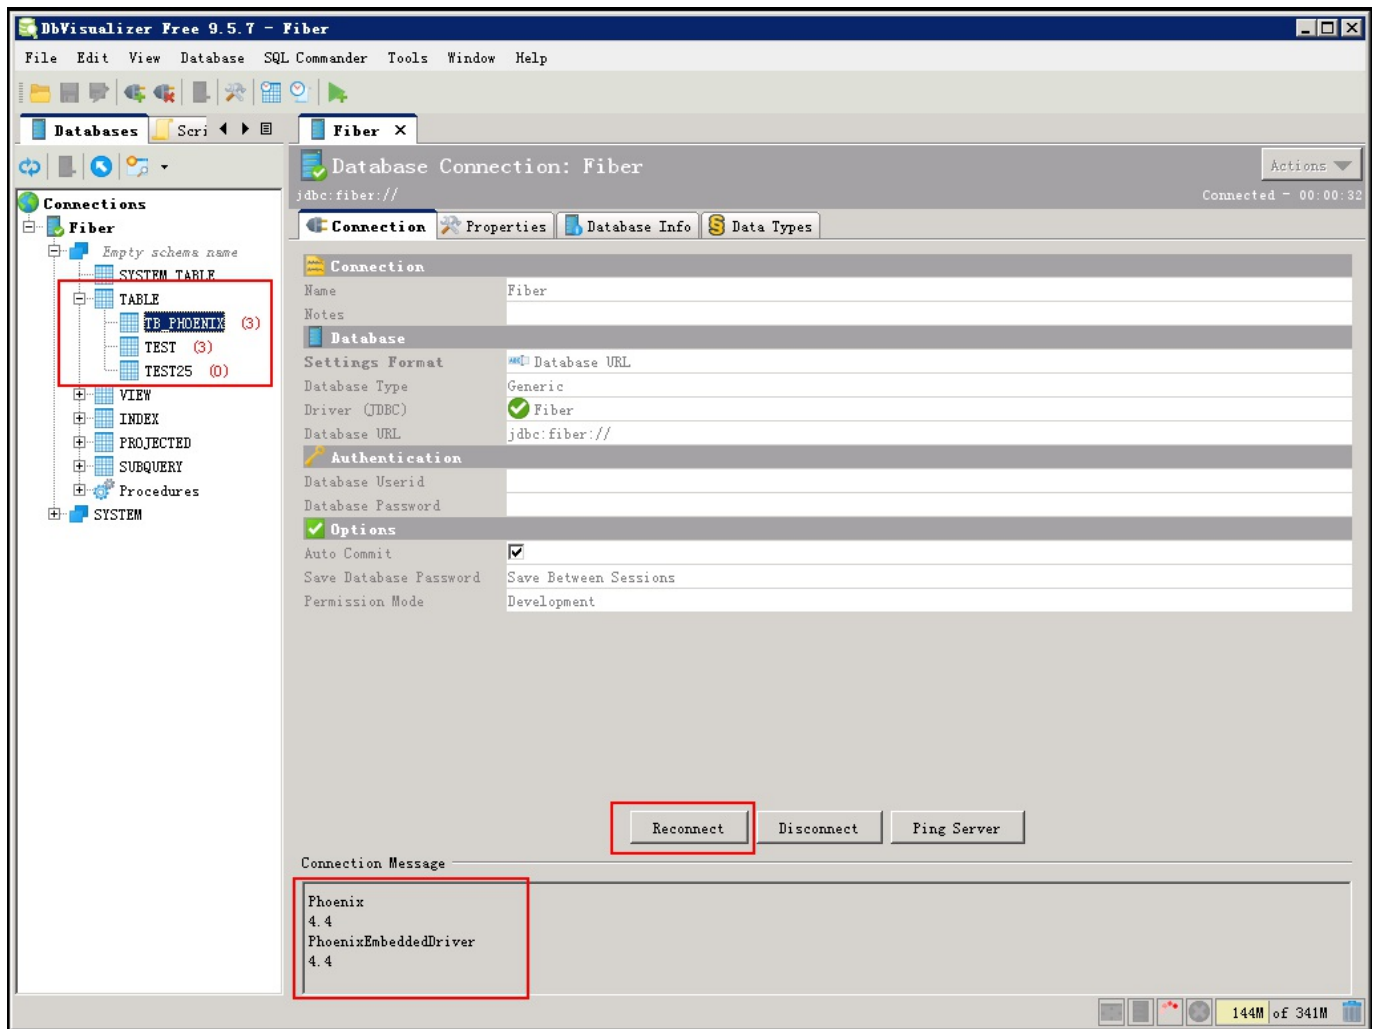 DbVisualizer Free 9.5.7 - Fiber
File Edit View Database SQL Commander Tools Window Help
Databases Scri Fiber X
Database Connection: Fiber Actions
jdbc:fiber:// Connected - 00:00:32
Connections
Connection Properties Database Info Data Types
Fiber
Empty schema name
SYSTEM TABLE
TABLE
TB_PHOENIX (3)
TEST (3)
TEST25 (0)
VIEW
INDEX
PROJECTED
SUBQUERY
Procedures
SYSTEM
Connection
Name Fiber
Notes
Database
Settings Format Database URL
Database Type Generic
Driver (JDBC) Fiber
Database URL jdbc:fiber://
Authentication
Database Userid
Database Password
Options
Auto Commit
Save Database Password Save Between Sessions
Permission Mode Development
Reconnect Disconnect Ping Server
Connection Message
Phoenix
4.4
PhoenixEmbeddedDriver
4.4
144M of 341M